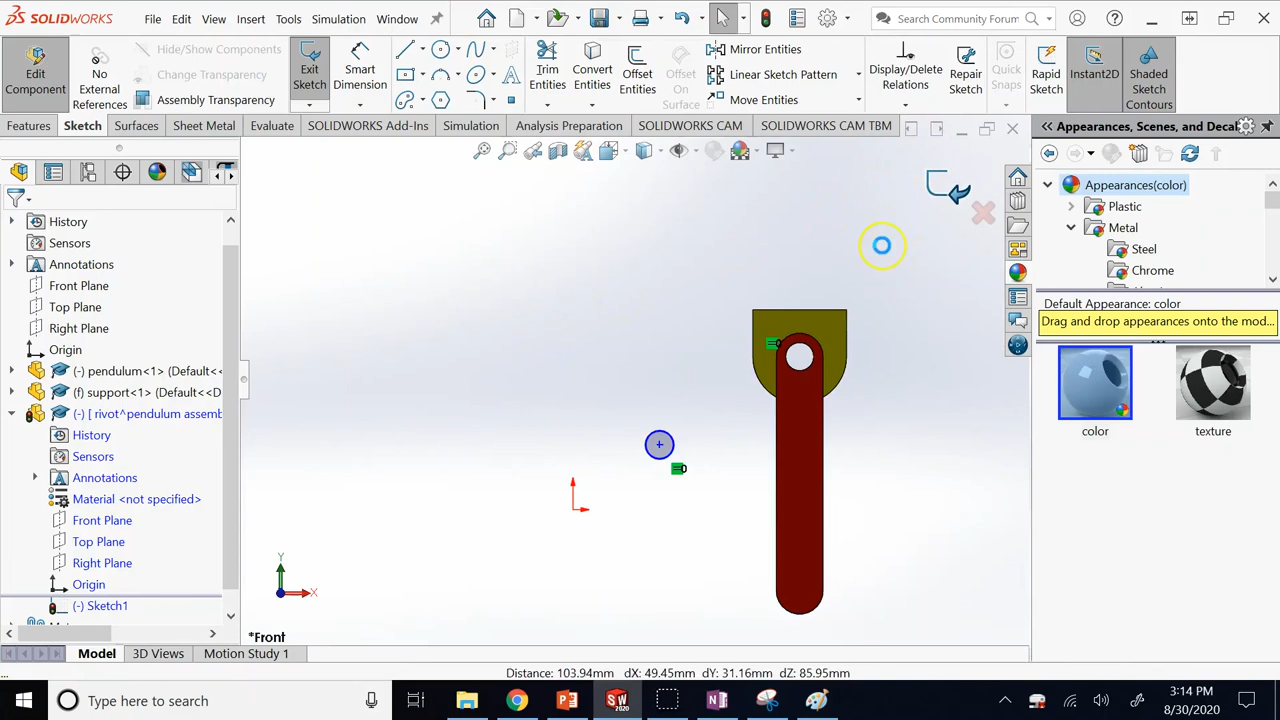 SOLIDWORKS File Edit View Insert Tools Simulation Window Search Community Forum
Edit Component
No External References
Hide/Show Components
Change Transparency
Assembly Transparency
Exit Sketch
Smart Dimension
Trim Entities
Convert Entities
Offset Entities
Offset On Surface
Mirror Entities
Linear Sketch Pattern
Move Entities
Display/Delete Relations
Repair Sketch
Quick Snaps
Rapid Sketch
Instant2D
Shaded Sketch Contours
Features Sketch Surfaces Sheet Metal Evaluate SOLIDWORKS Add-Ins Simulation Analysis Preparation SOLIDWORKS CAM SOLIDWORKS CAM TBM
History
Sensors
Annotations
Front Plane
Top Plane
Right Plane
Origin
(-) pendulum<1> (Default<<
(f) support<1> (Default<<D
(-) [ rivot^pendulum assemb
History
Sensors
Annotations
Material <not specified>
Front Plane
Top Plane
Right Plane
Origin
(-) Sketch1
Y
X
*Front
Appearances, Scenes, and Decal
Appearances(color)
Plastic
Metal
Steel
Chrome
Default Appearance: color
Drag and drop appearances onto the mod...
color
texture
Model 3D Views Motion Study 1
... Distance: 103.94mm dX: 49.45mm dY: 31.16mm dZ: 85.95mm
Type here to search
SW
2020
3:14 PM
8/30/2020